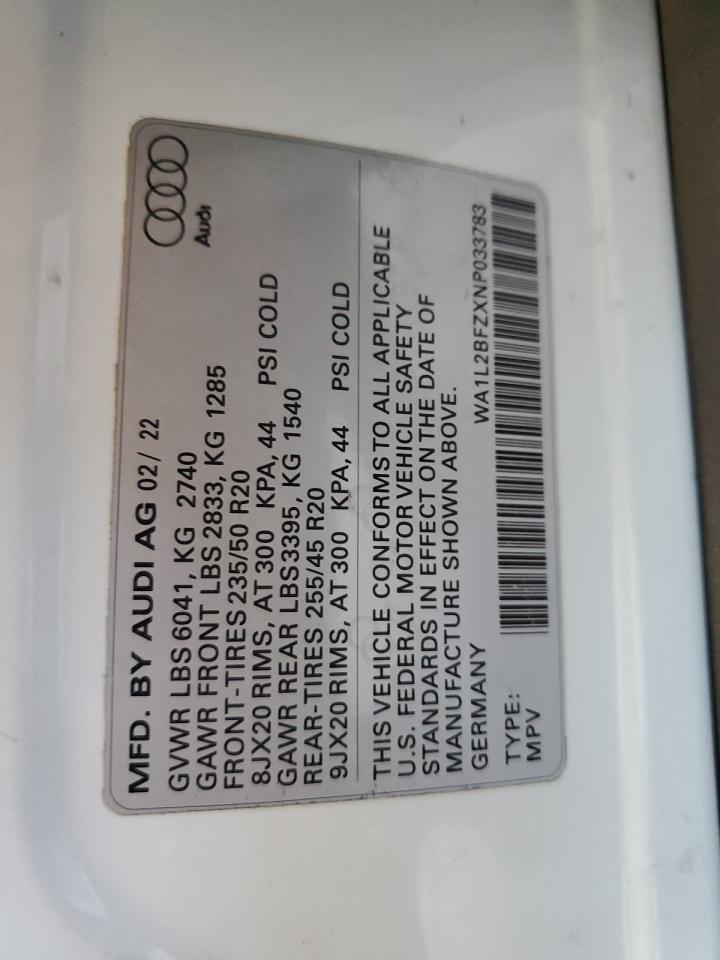 Audi
MFD. BY AUDI AG 02/ 22
GVWR LBS 6041, KG 2740
GAWR FRONT LBS 2833, KG 1285
FRONT-TIRES 235/50 R20
8JX20 RIMS, AT 300 KPA, 44 PSI COLD
GAWR REAR LBS 3395, KG 1540
REAR-TIRES 255/45 R20
9JX20 RIMS, AT 300 KPA, 44 PSI COLD
THIS VEHICLE CONFORMS TO ALL APPLICABLE
U.S. FEDERAL MOTOR VEHICLE SAFETY
STANDARDS IN EFFECT ON THE DATE OF
MANUFACTURE SHOWN ABOVE.
GERMANY WA1L2BFZXNP033783
TYPE:
MPV